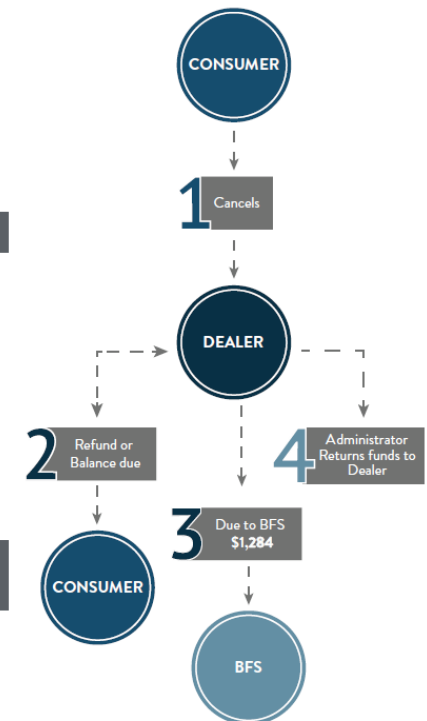 CONSUMER
1
Cancels
DEALER
2
Refund or
Balance due
4
Administrator
Returns funds to
Dealer
3
Due to BFS
$1,284
CONSUMER
BFS